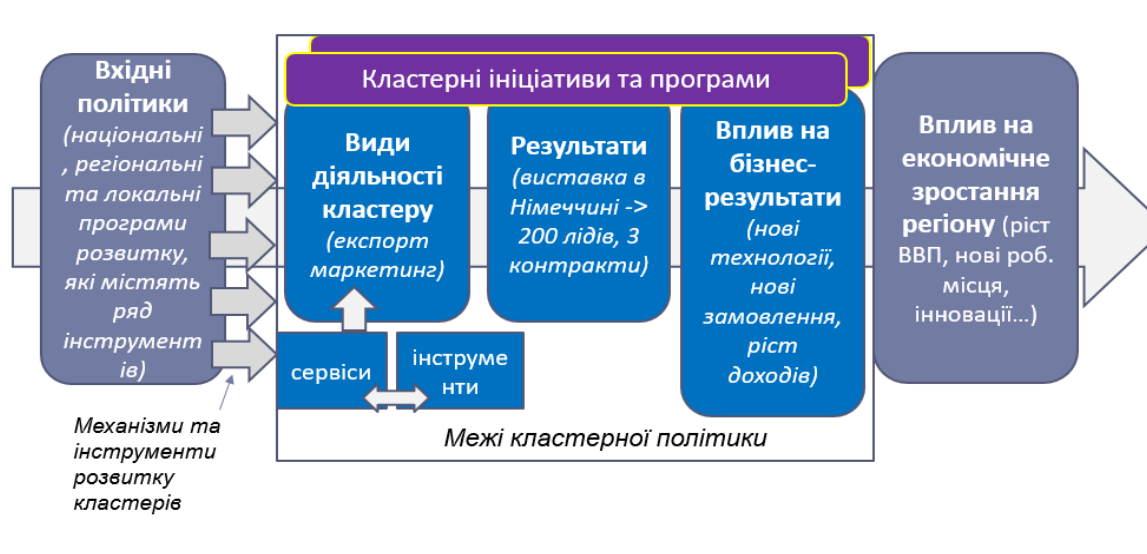 Вхідні
політики
(національні
, регіональні
та локальні
програми
розвитку,
які містять
ряд
інструмент
ів)
Механізми та
інструменти
розвитку
кластерів
Кластерні ініціативи та програми
Види
діяльності
кластеру
(експорт
маркетинг)
сервіси
інструме
нти
Результати
(виставка в
Німеччині ->
200 лідів, 3
контракти)
Вплив на
бізнес-
результати
(нові
технології,
нові
замовлення,
ріст
доходів)
Межі кластерної політики
Вплив на
економічне
зростання
регіону (ріст
ВВП, нові роб.
місця,
інновації...)